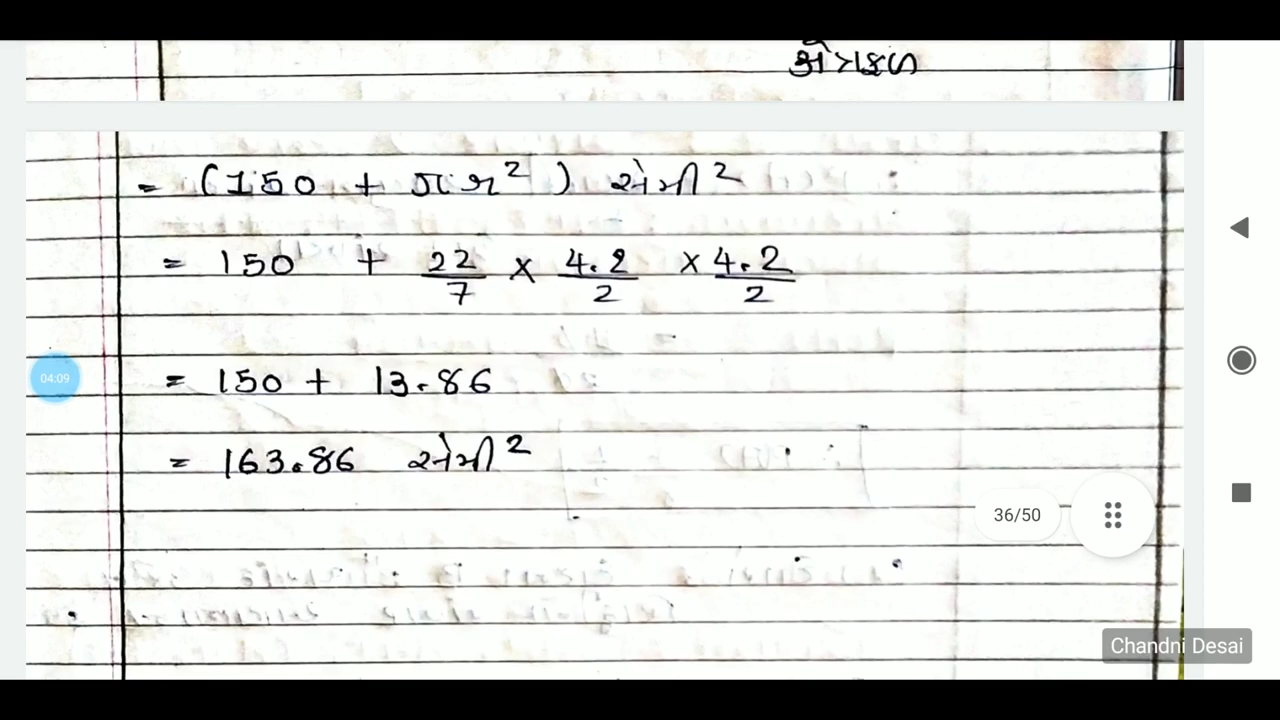 ક્ષેત્રફળ
= (150 + πr²) સેમી²
= 150 + 22/7 × 4.2/2 × 4.2/2
04:09
= 150 + 13.86
= 163.86 સેમી²
36/50
Chandni Desai